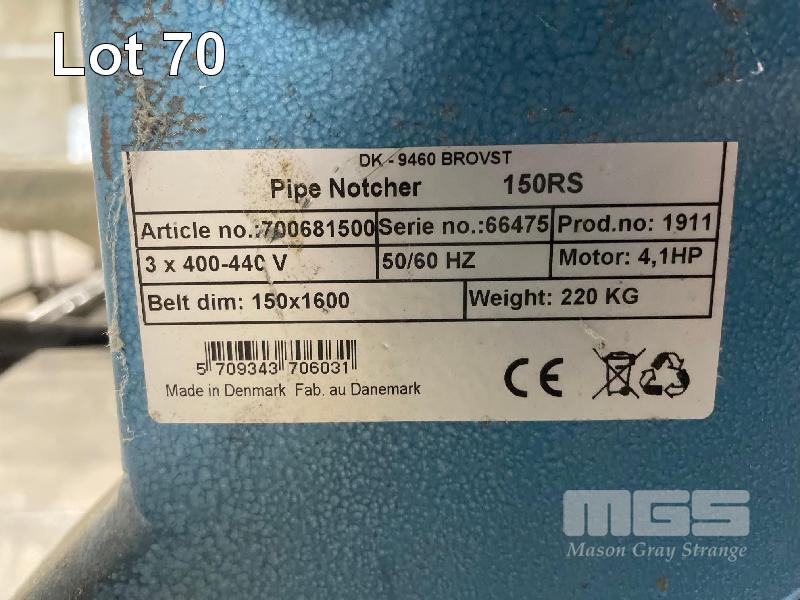 Lot 70
DK - 9460 BROVST
Pipe Notcher 150RS
Article no.:700681500 Serie no.:66475 Prod.no: 1911
3 x 400-440 V 50/60 HZ Motor: 4,1HP
Belt dim: 150x1600 Weight: 220 KG
5 709343 706031
Made in Denmark Fab. au Danemark
CE
MGS
Mason Gray Strange